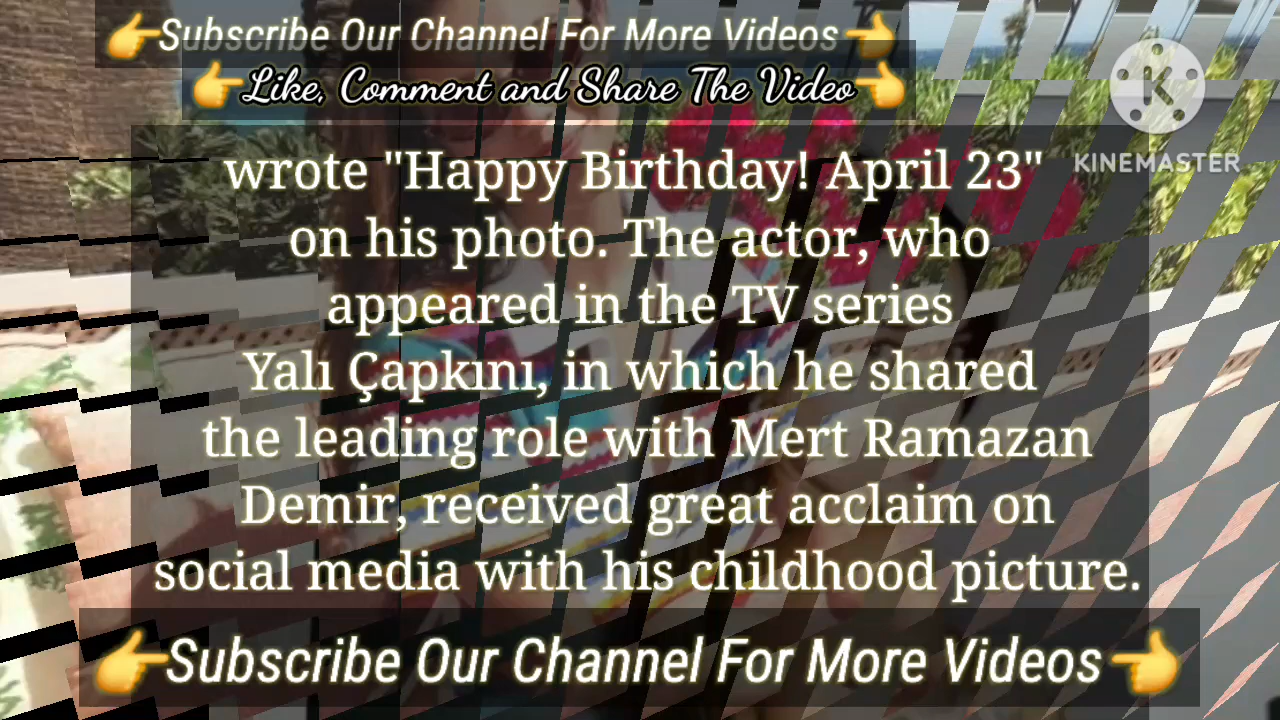 👉Subscribe Our Channel For More Videos👈
👉Like, Comment and Share The Video👈
KINEMASTER
wrote "Happy Birthday! April 23"
on his photo. The actor, who
appeared in the TV series
Yalı Çapkını, in which he shared
the leading role with Mert Ramazan
Demir, received great acclaim on
social media with his childhood picture.
👉Subscribe Our Channel For More Videos👈